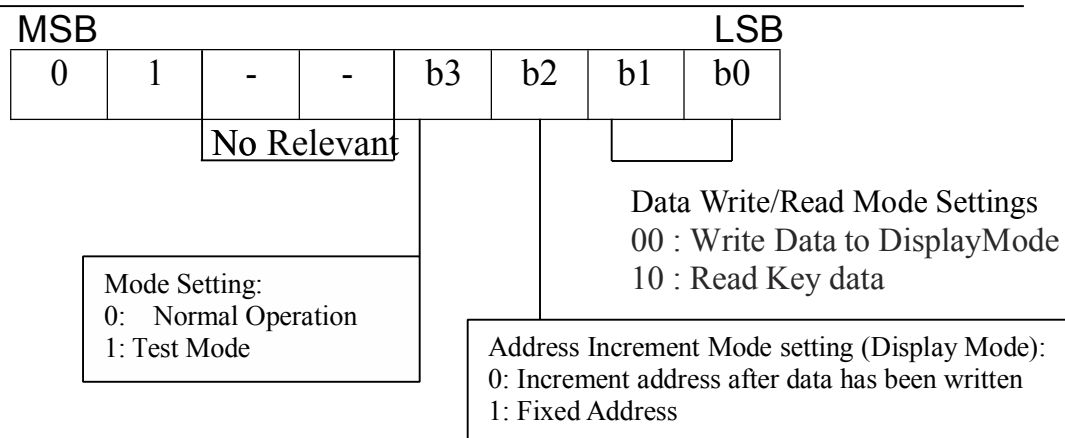 MSB LSB
0 1 - - b3 b2 b1 b0
No Relevant
Data Write/Read Mode Settings
00 : Write Data to DisplayMode
10 : Read Key data
Mode Setting:
0: Normal Operation
1: Test Mode
Address Increment Mode setting (Display Mode):
0: Increment address after data has been written
1: Fixed Address